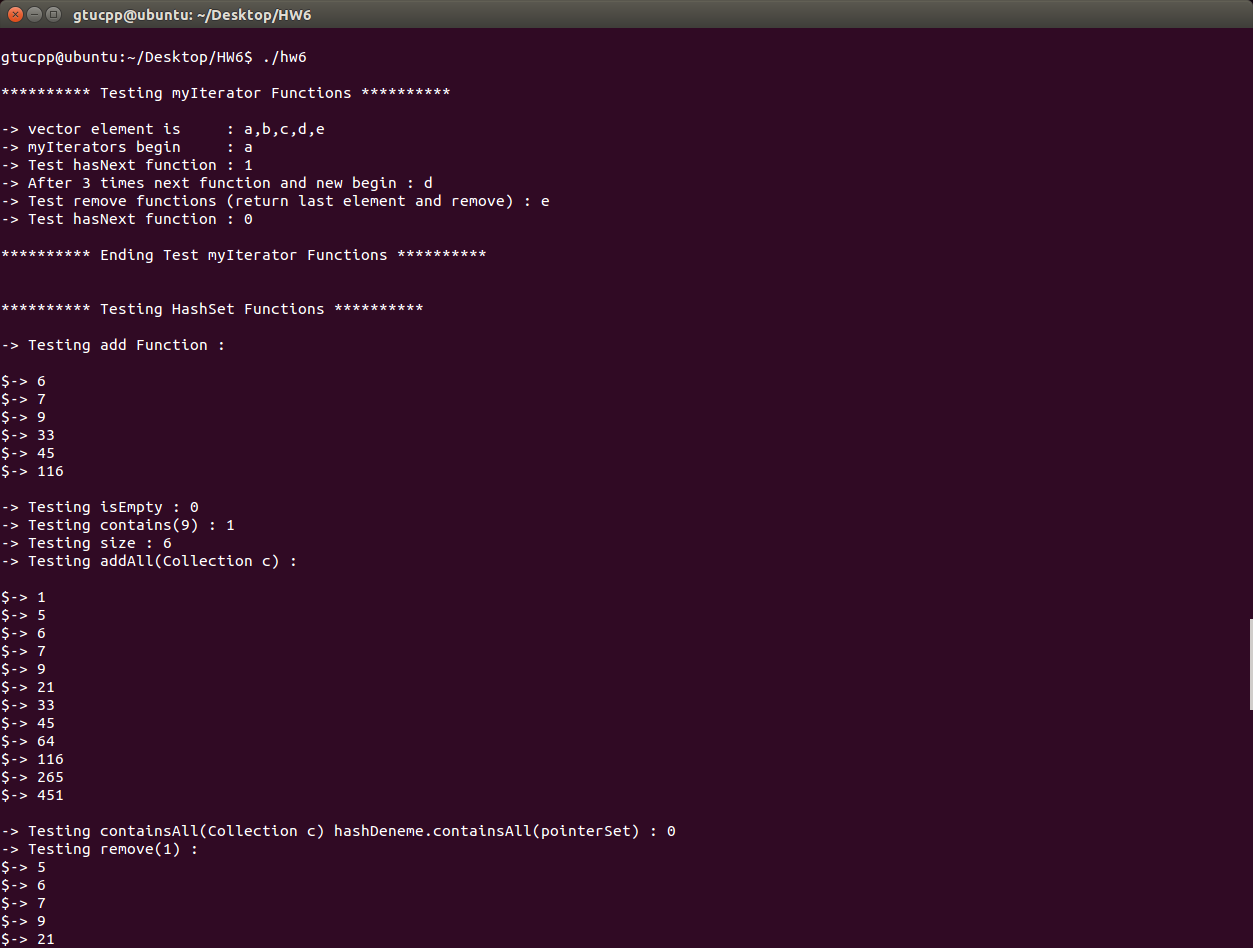 gtucpp@ubuntu: ~/Desktop/HW6
gtucpp@ubuntu:~/Desktop/HW6$ ./hw6
********** Testing myIterator Functions **********
-> vector element is     : a,b,c,d,e
-> myIterators begin     : a
-> Test hasNext function : 1
-> After 3 times next function and new begin : d
-> Test remove functions (return last element and remove) : e
-> Test hasNext function : 0
********** Ending Test myIterator Functions **********
********** Testing HashSet Functions **********
-> Testing add Function :
$-> 6
$-> 7
$-> 9
$-> 33
$-> 45
$-> 116
-> Testing isEmpty : 0
-> Testing contains(9) : 1
-> Testing size : 6
-> Testing addAll(Collection c) :
$-> 1
$-> 5
$-> 6
$-> 7
$-> 9
$-> 21
$-> 33
$-> 45
$-> 64
$-> 116
$-> 265
$-> 451
-> Testing containsAll(Collection c) hashDeneme.containsAll(pointerSet) : 0
-> Testing remove(1) :
$-> 5
$-> 6
$-> 7
$-> 9
$-> 21